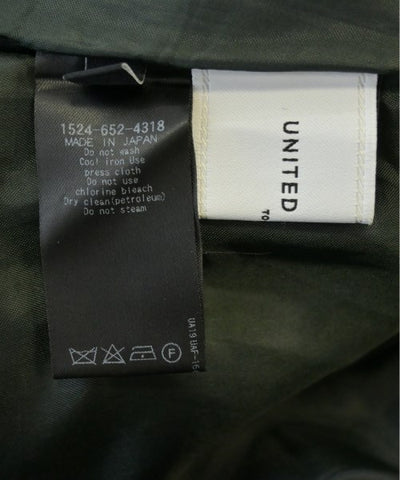 1524-652-4318
MADE IN JAPAN
Do not wash
Cool iron Use
press cloth
Do not use
chlorine bleach
Dry clean(petroleum)
Do not steam
F
UNITED
TO